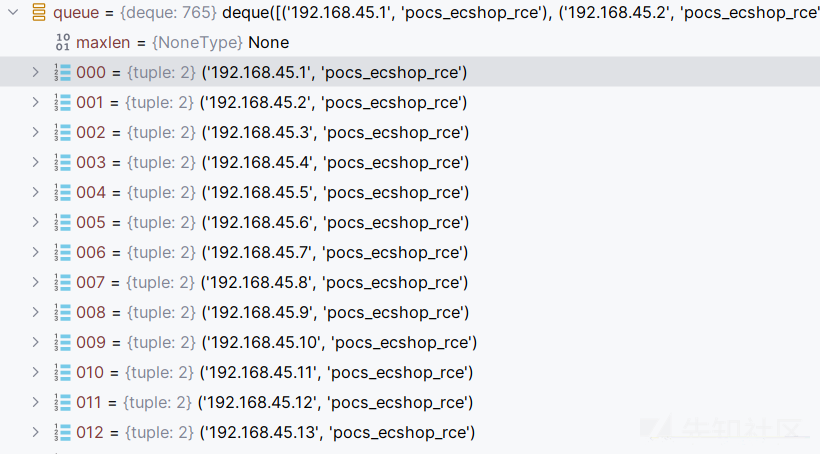 queue = {deque: 765} deque([('192.168.45.1', 'pocs_ecshop_rce'), ('192.168.45.2', 'pocs_ecshop_rce'
maxlen = {NoneType} None
000 = {tuple: 2} ('192.168.45.1', 'pocs_ecshop_rce')
001 = {tuple: 2} ('192.168.45.2', 'pocs_ecshop_rce')
002 = {tuple: 2} ('192.168.45.3', 'pocs_ecshop_rce')
003 = {tuple: 2} ('192.168.45.4', 'pocs_ecshop_rce')
004 = {tuple: 2} ('192.168.45.5', 'pocs_ecshop_rce')
005 = {tuple: 2} ('192.168.45.6', 'pocs_ecshop_rce')
006 = {tuple: 2} ('192.168.45.7', 'pocs_ecshop_rce')
007 = {tuple: 2} ('192.168.45.8', 'pocs_ecshop_rce')
008 = {tuple: 2} ('192.168.45.9', 'pocs_ecshop_rce')
009 = {tuple: 2} ('192.168.45.10', 'pocs_ecshop_rce')
010 = {tuple: 2} ('192.168.45.11', 'pocs_ecshop_rce')
011 = {tuple: 2} ('192.168.45.12', 'pocs_ecshop_rce')
012 = {tuple: 2} ('192.168.45.13', 'pocs_ecshop_rce')
先知社区